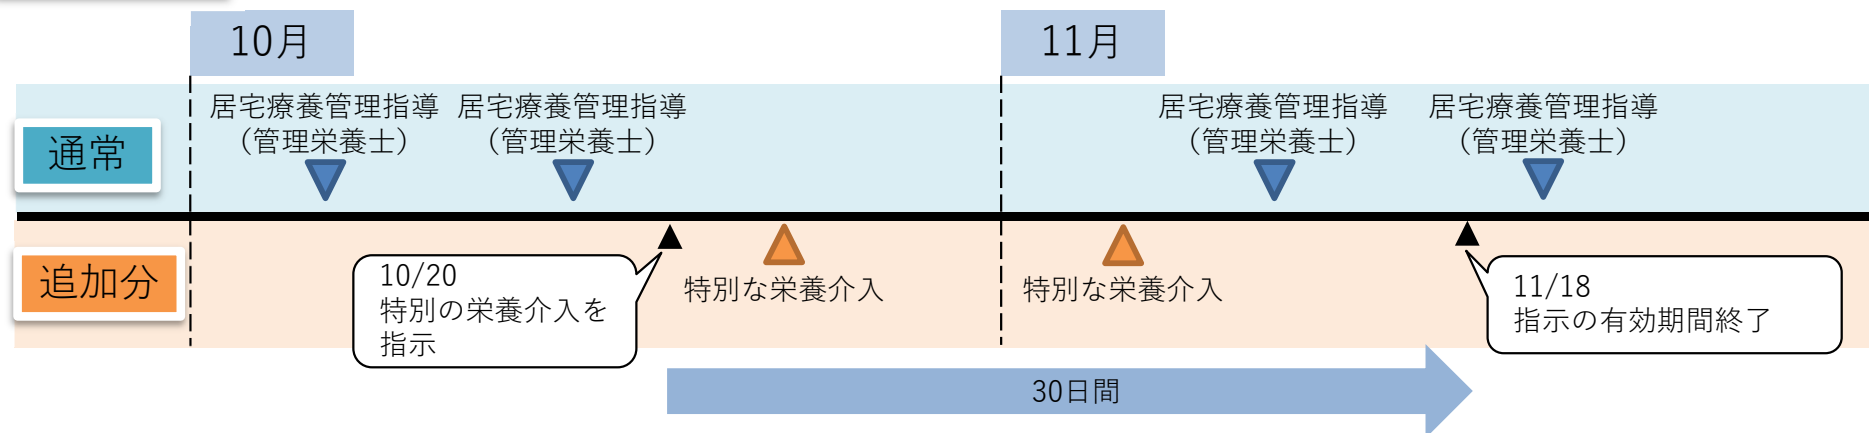 10月
11月
通常
居宅療養管理指導
（管理栄養士）
居宅療養管理指導
（管理栄養士）
居宅療養管理指導
（管理栄養士）
居宅療養管理指導
（管理栄養士）
追加分
10/20
特別の栄養介入を
指示
特別な栄養介入
特別な栄養介入
11/18
指示の有効期間終了
30日間